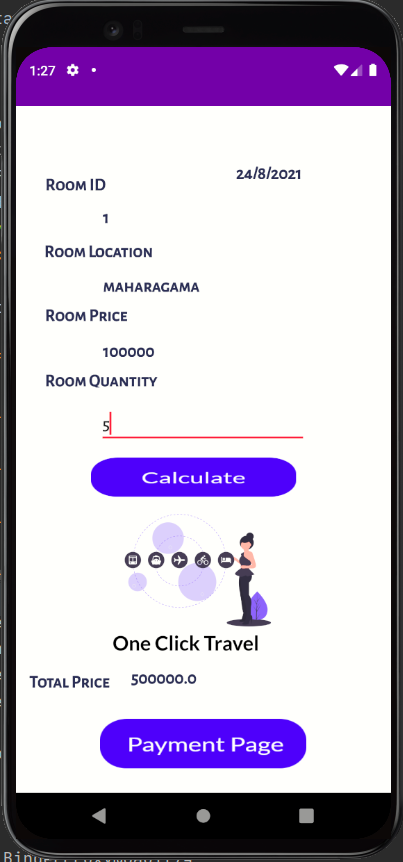 1:27
24/8/2021
Room ID
1
Room Location
maharagama
Room Price
100000
Room Quantity
5
Calculate
One Click Travel
Total Price 500000.0
Payment Page